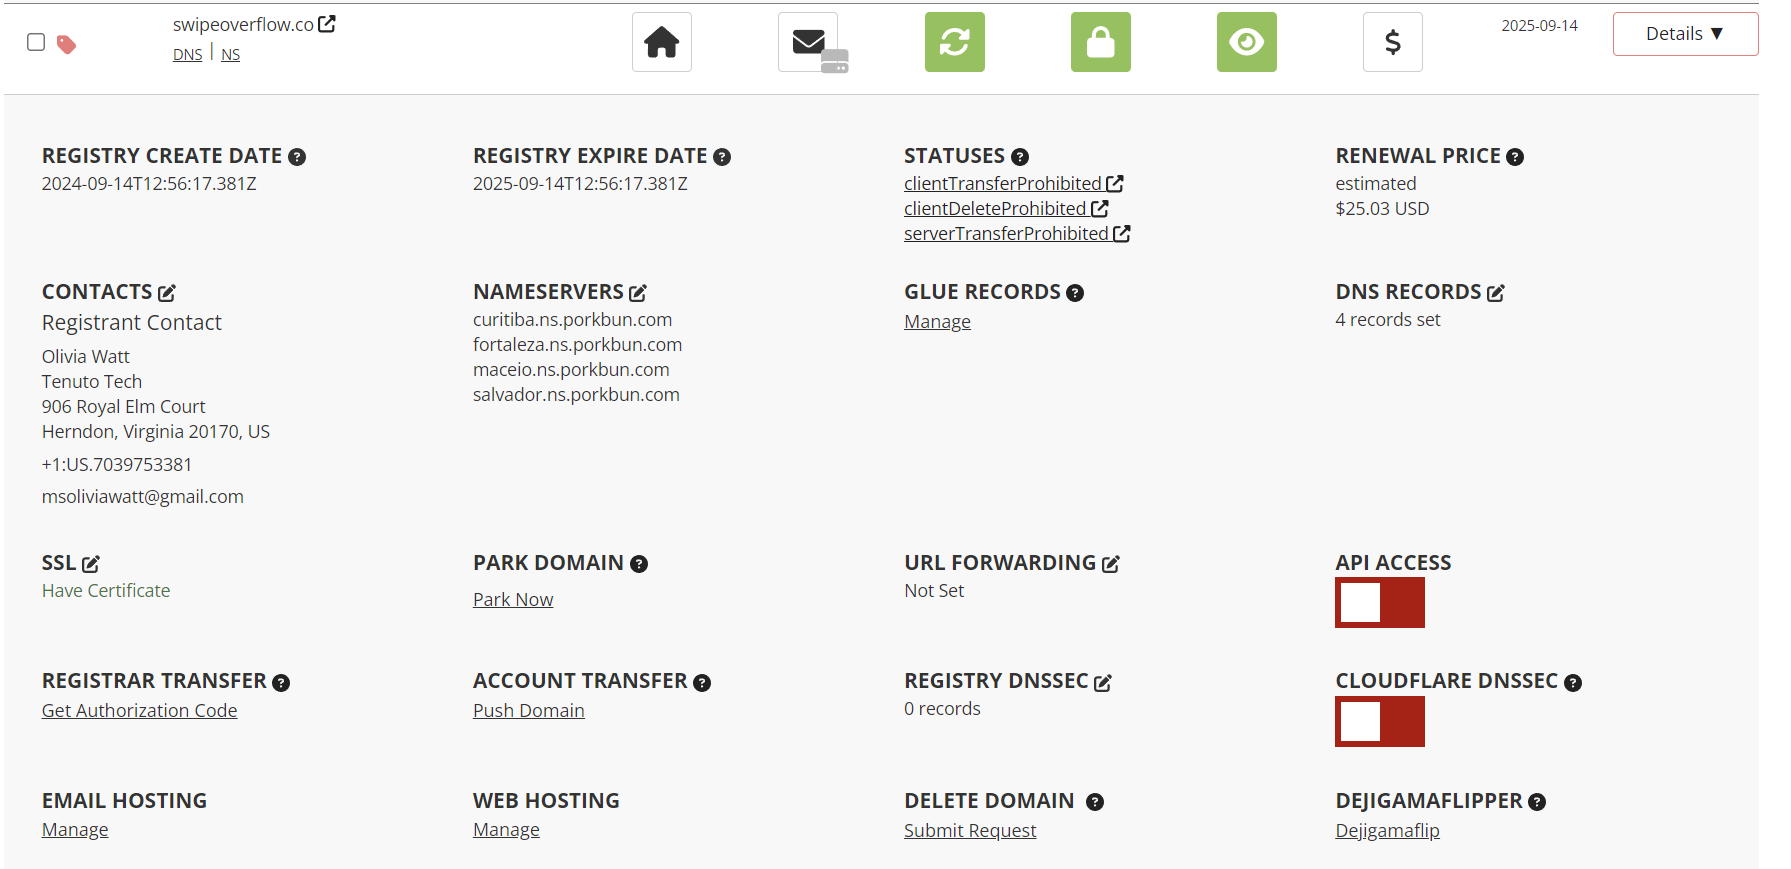 swipeoverflow.co
DNS | NS
$
2025-09-14
Details ▼
REGISTRY CREATE DATE ?
2024-09-14T12:56:17.381Z
REGISTRY EXPIRE DATE ?
2025-09-14T12:56:17.381Z
STATUSES ?
clientTransferProhibited
clientDeleteProhibited
serverTransferProhibited
RENEWAL PRICE ?
estimated
$25.03 USD
CONTACTS
Registrant Contact
Olivia Watt
Tenuto Tech
906 Royal Elm Court
Herndon, Virginia 20170, US
+1:US.7039753381
msoliviawatt@gmail.com
NAMESERVERS
curitiba.ns.porkbun.com
fortaleza.ns.porkbun.com
maceio.ns.porkbun.com
salvador.ns.porkbun.com
GLUE RECORDS ?
Manage
DNS RECORDS
4 records set
SSL
Have Certificate
PARK DOMAIN ?
Park Now
URL FORWARDING
Not Set
API ACCESS
REGISTRAR TRANSFER ?
Get Authorization Code
ACCOUNT TRANSFER ?
Push Domain
REGISTRY DNSSEC
0 records
CLOUDFLARE DNSSEC ?
EMAIL HOSTING
Manage
WEB HOSTING
Manage
DELETE DOMAIN ?
Submit Request
DEJIGAMAFLIPPER ?
Dejigamaflip